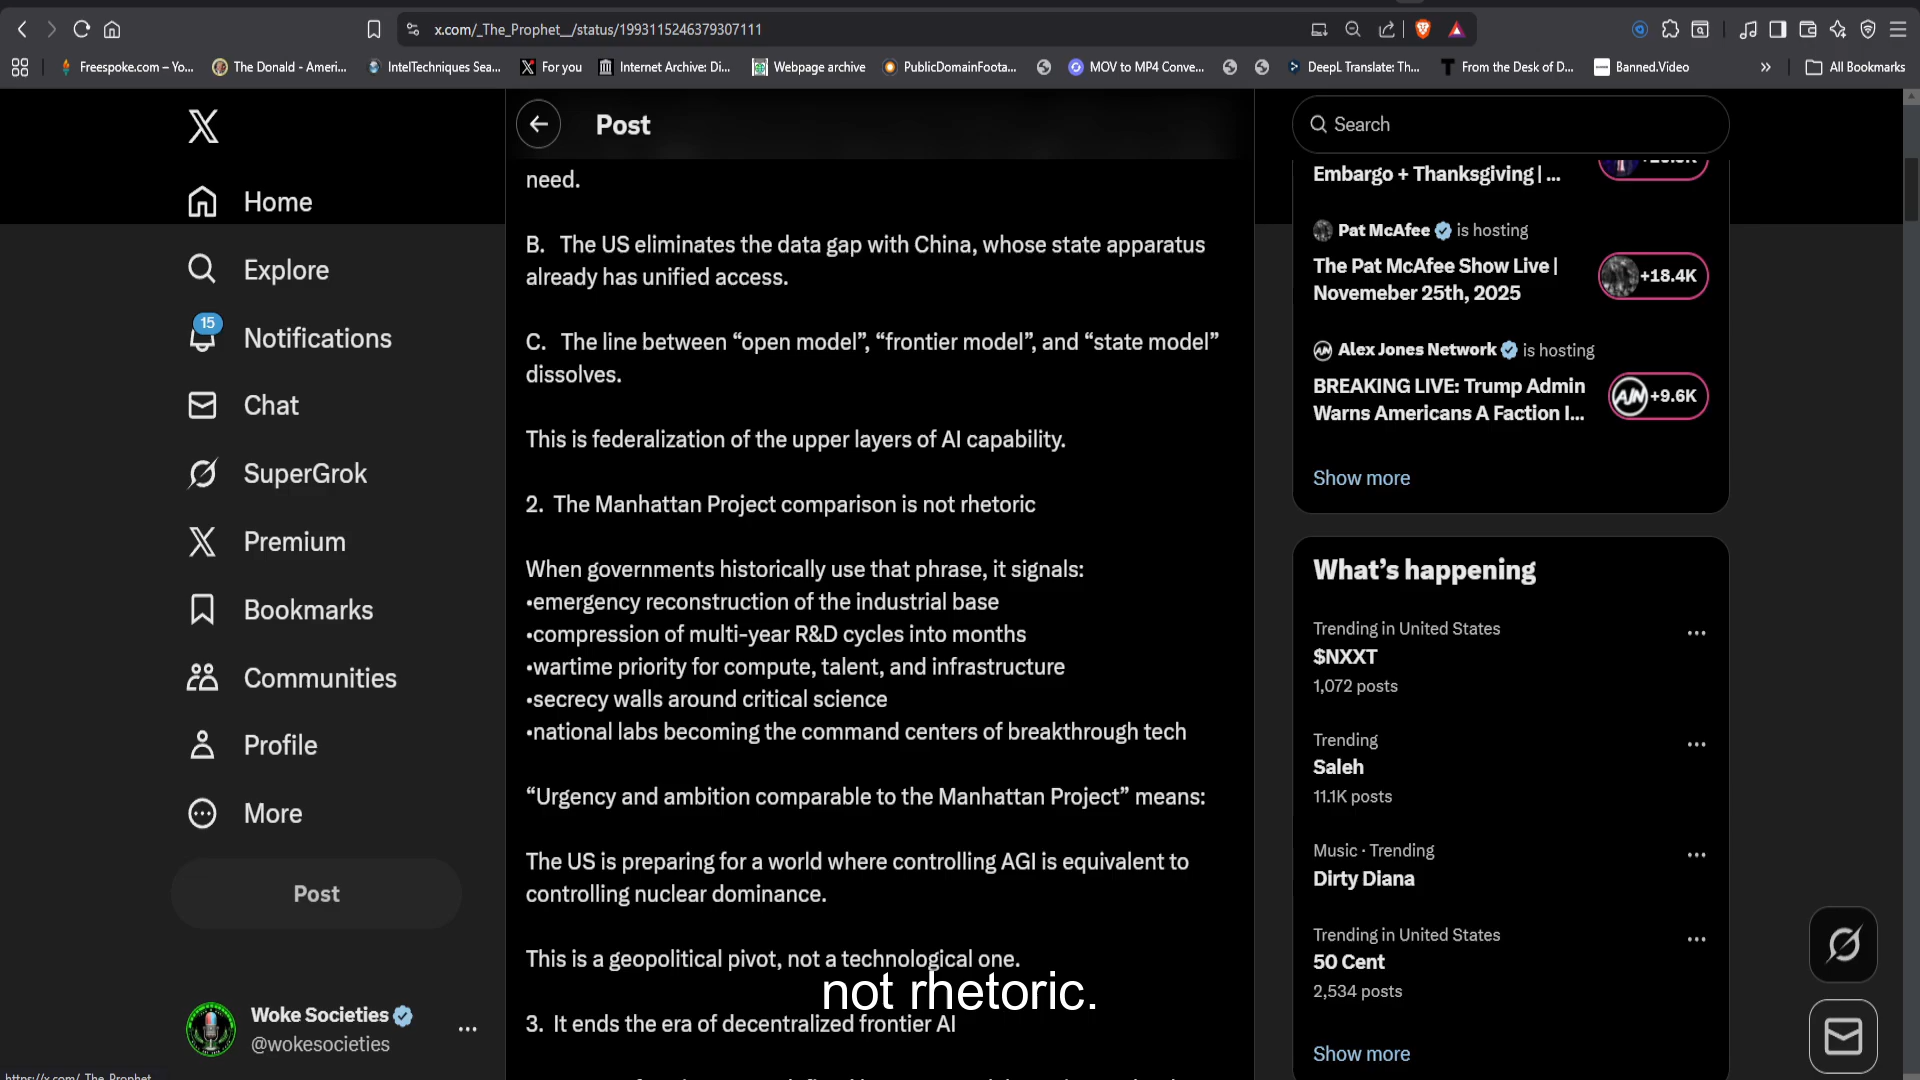 x.com/_The_Prophet__/status/1993115246379307111
Freespoke.com – Yo...
The Donald - Ameri...
IntelTechniques Sea...
For you
Internet Archive: Di...
Webpage archive
PublicDomainFoota...
MOV to MP4 Conve...
DeepL Translate: Th...
From the Desk of D...
Banned.Video
All Bookmarks
Home
Explore
15
Notifications
Chat
SuperGrok
Premium
Bookmarks
Communities
Profile
More
Post
Woke Societies
@wokesocieties
Post
need.
B. The US eliminates the data gap with China, whose state apparatus
already has unified access.
C. The line between “open model”, “frontier model”, and “state model”
dissolves.
This is federalization of the upper layers of AI capability.
2. The Manhattan Project comparison is not rhetoric
When governments historically use that phrase, it signals:
•emergency reconstruction of the industrial base
•compression of multi-year R&D cycles into months
•wartime priority for compute, talent, and infrastructure
•secrecy walls around critical science
•national labs becoming the command centers of breakthrough tech
“Urgency and ambition comparable to the Manhattan Project” means:
The US is preparing for a world where controlling AGI is equivalent to
controlling nuclear dominance.
This is a geopolitical pivot, not a technological one.
not rhetoric.
3. It ends the era of decentralized frontier AI
Search
Embargo + Thanksgiving | ...
Pat McAfee is hosting
The Pat McAfee Show Live |
Novemeber 25th, 2025
+18.4K
Alex Jones Network is hosting
BREAKING LIVE: Trump Admin
Warns Americans A Faction I...
+9.6K
Show more
What’s happening
Trending in United States
$NXXT
1,072 posts
Trending
Saleh
11.1K posts
Music · Trending
Dirty Diana
Trending in United States
50 Cent
2,534 posts
Show more